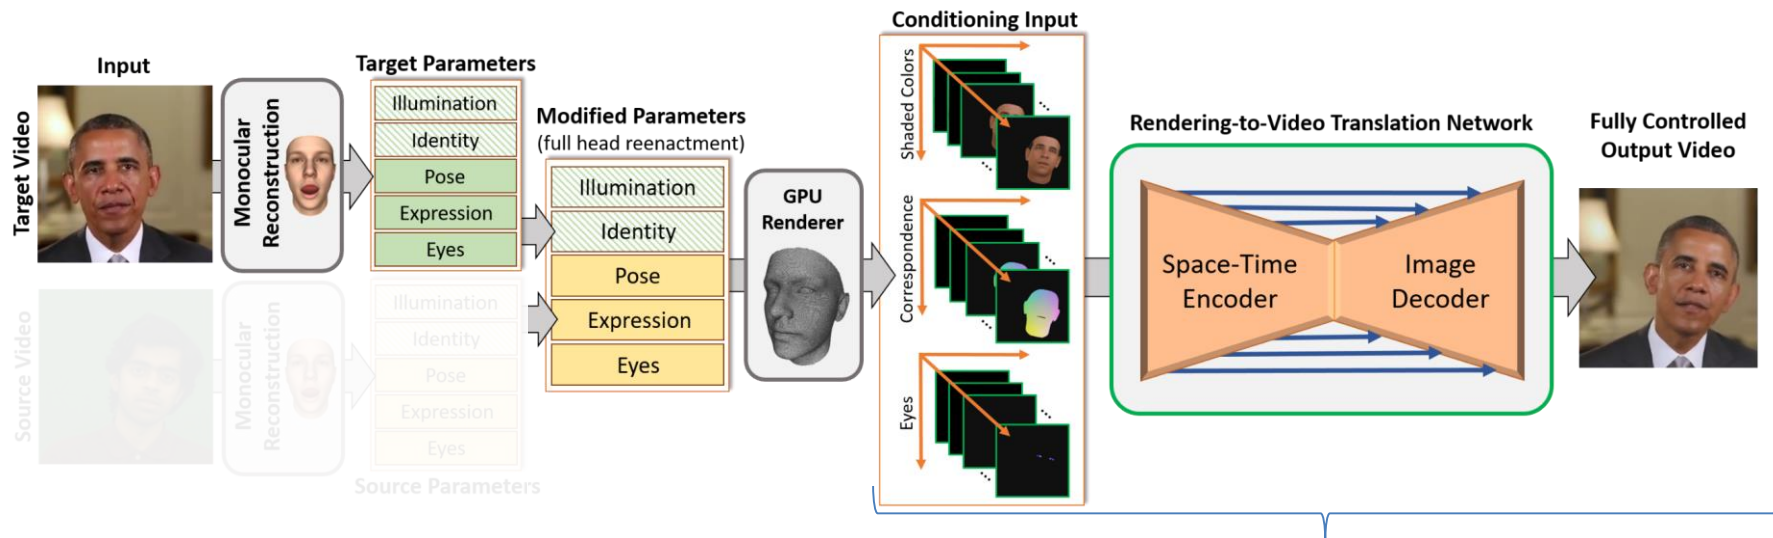 Input
Target Video
Monocular
Reconstruction
Target Parameters
Illumination
Identity
Pose
Expression
Eyes
Source Video
Monocular
Reconstruction
Illumination
Identity
Pose
Expression
Eyes
Source Parameters
Modified Parameters
(full head reenactment)
Illumination
Identity
Pose
Expression
Eyes
GPU
Renderer
Conditioning Input
Shaded Colors
...
Correspondence
...
...
Eyes
...
...
Rendering-to-Video Translation Network
Space-Time
Encoder
Image
Decoder
Fully Controlled
Output Video